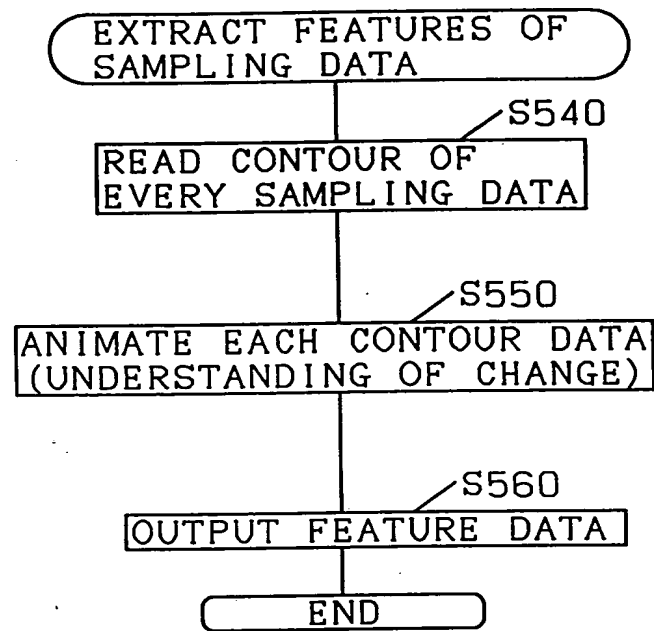 EXTRACT FEATURES OF
SAMPLING DATA
S540
READ CONTOUR OF
EVERY SAMPLING DATA
S550
ANIMATE EACH CONTOUR DATA
(UNDERSTANDING OF CHANGE)
S560
OUTPUT FEATURE DATA
END